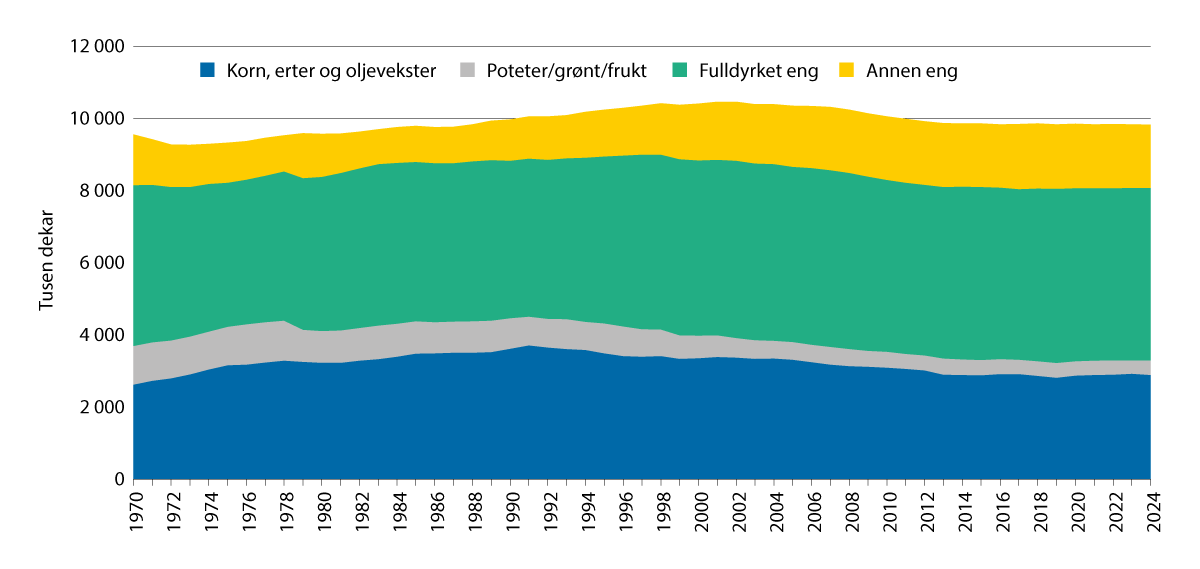 12 000
Korn, erter og oljevekster Poteter/grønt/frukt Fulldyrket eng Annen eng
10 000
8 000
6 000
4 000
2 000
0
Tusen dekar
1970 1972 1974 1976 1978 1980 1982 1984 1986 1988 1990 1992 1994 1996 1998 2000 2002 2004 2006 2008 2010 2012 2014 2016 2018 2020 2022 2024